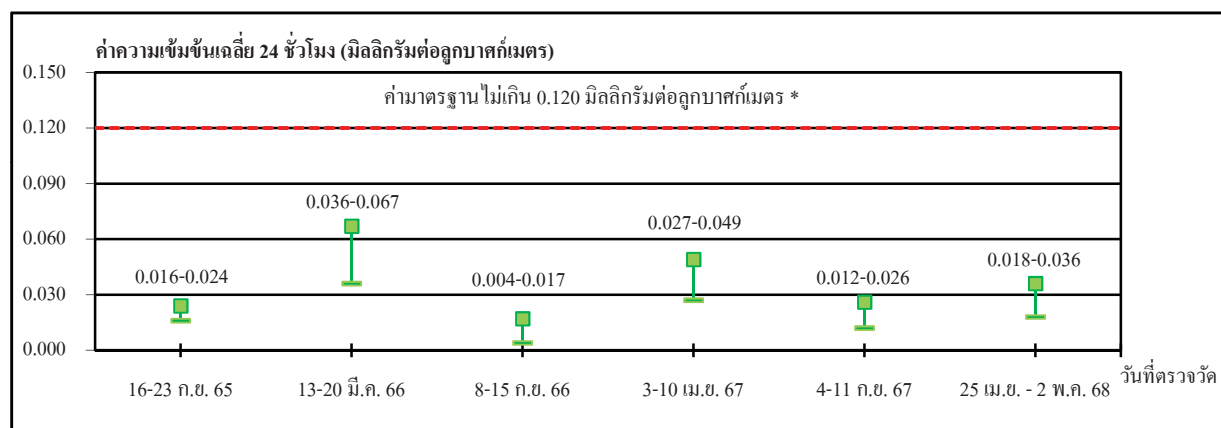 ค่าความเข้มข้นเฉลี่ย 24 ชั่วโมง (มิลลิกรัมต่อลูกบาศก์เมตร)
0.150
ค่ามาตรฐานไม่เกิน 0.120 มิลลิกรัมต่อลูกบาศก์เมตร *
0.120
0.090
0.036-0.067
0.027-0.049
0.060
0.016-0.024
0.004-0.017
0.012-0.026
0.018-0.036
0.030
0.000
16-23 ก.ย. 65
13-20 มี.ค. 66
8-15 ก.ย. 66
3-10 เม.ย. 67
4-11 ก.ย. 67
25 เม.ย. - 2 พ.ค. 68
วันที่ตรวจวัด